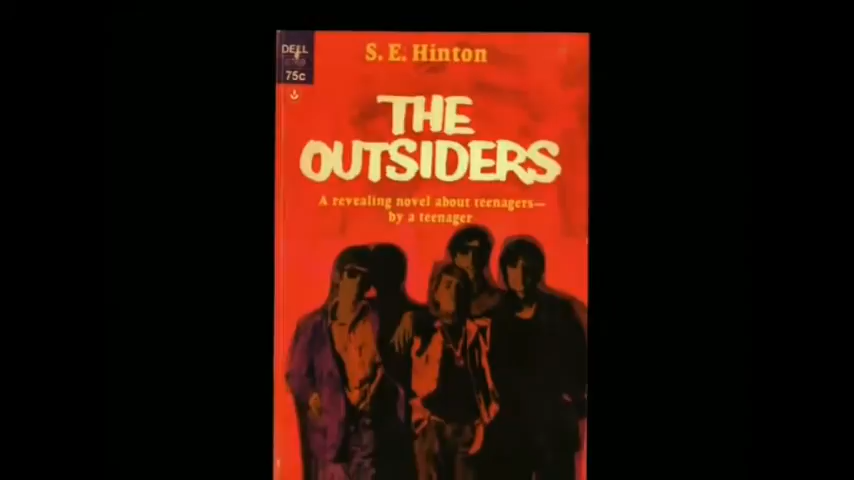 S. E. Hinton
DELL
75c
THE
OUTSIDERS
A revealing novel about teenagers—
by a teenager